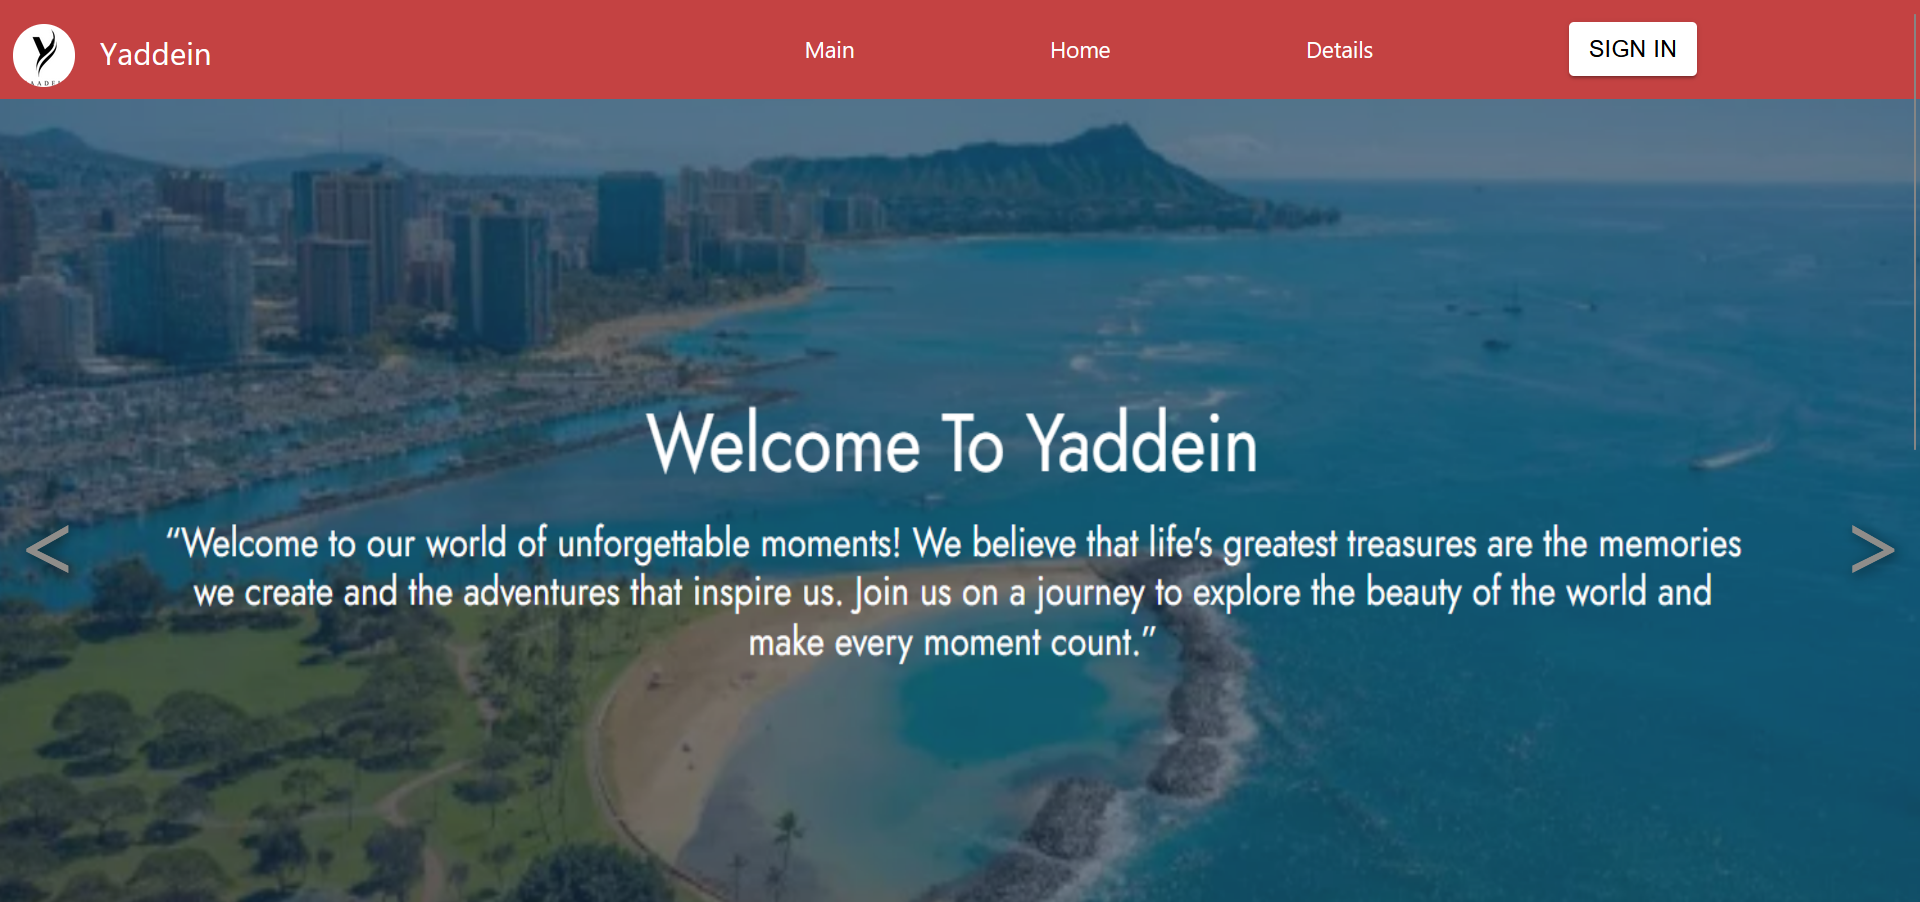 Yaddein
Main
Home
Details
SIGN IN
Welcome To Yaddein
“Welcome to our world of unforgettable moments! We believe that life's greatest treasures are the memories
we create and the adventures that inspire us. Join us on a journey to explore the beauty of the world and
make every moment count.”
<
>